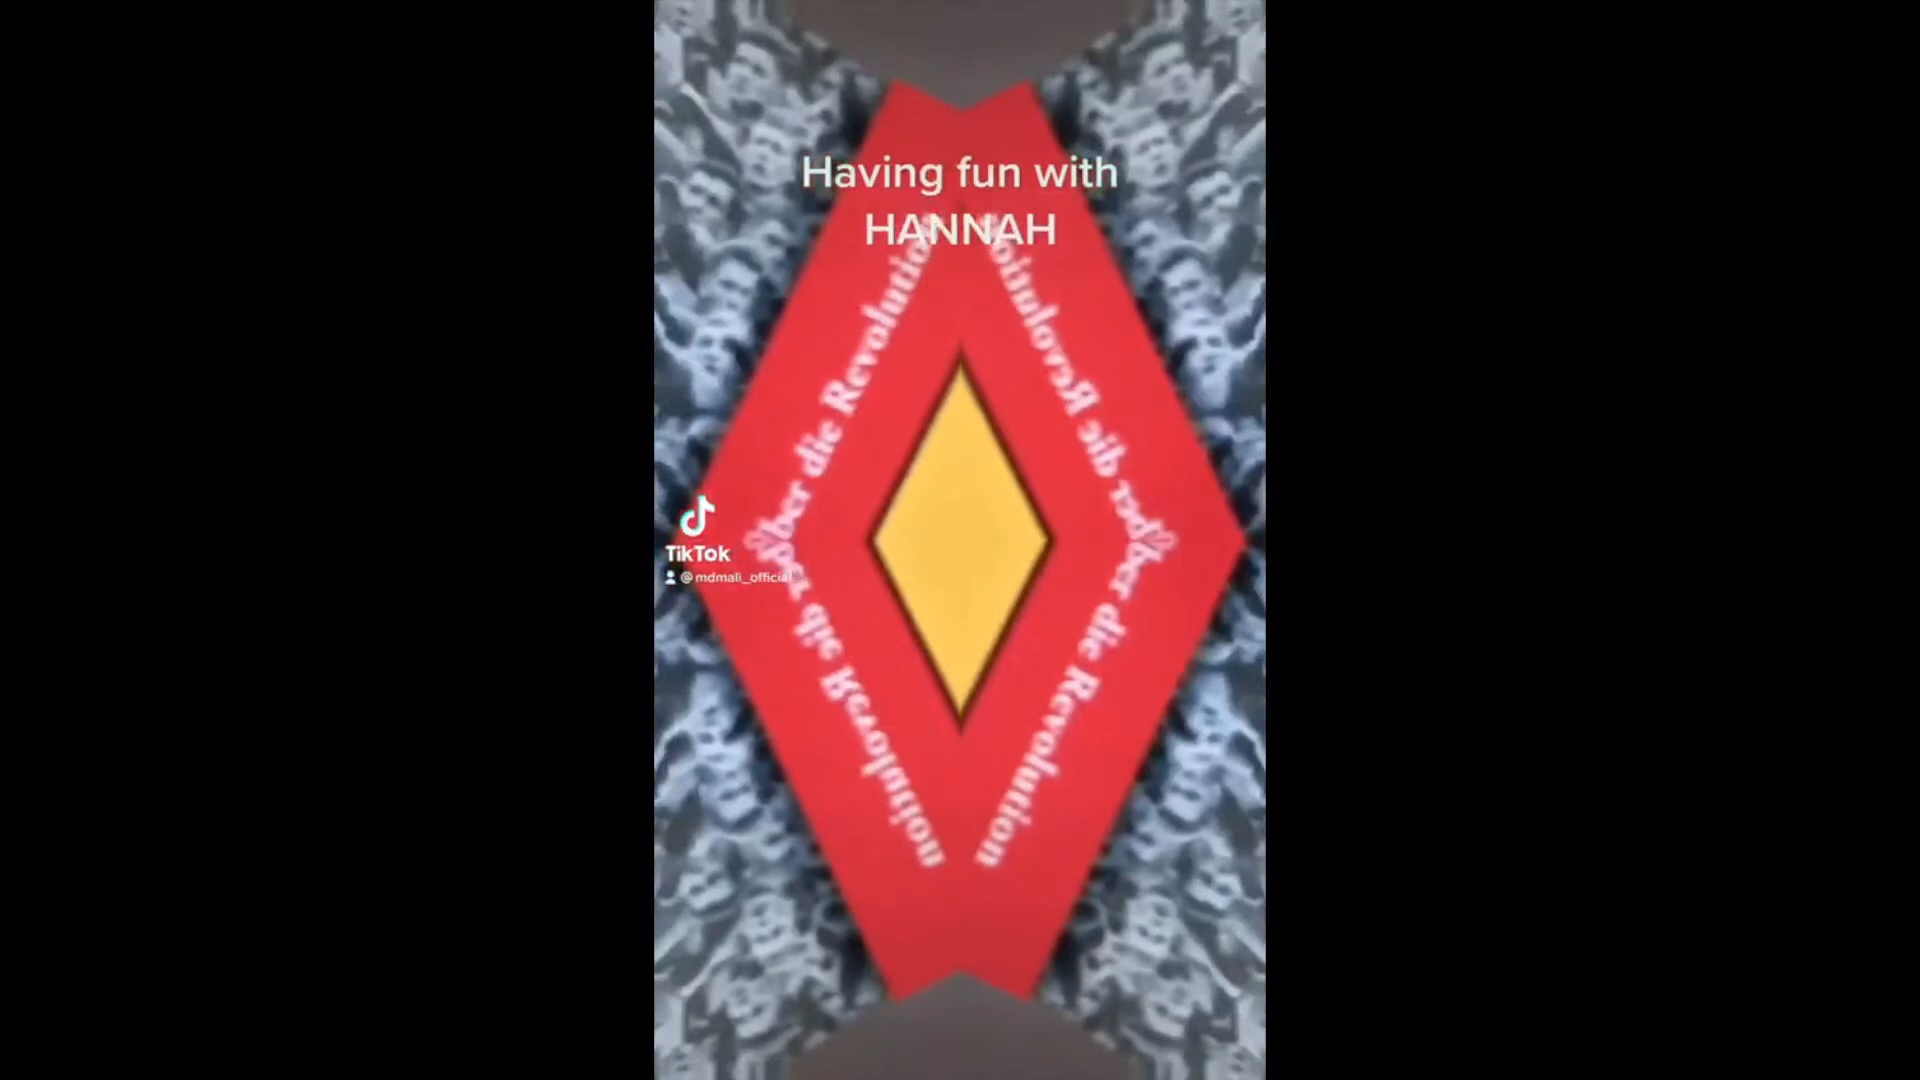 Having fun with
HANNAH
über die Revolution
über die Revolution
über die Revolution
über die Revolution
TikTok
@mdmali_official